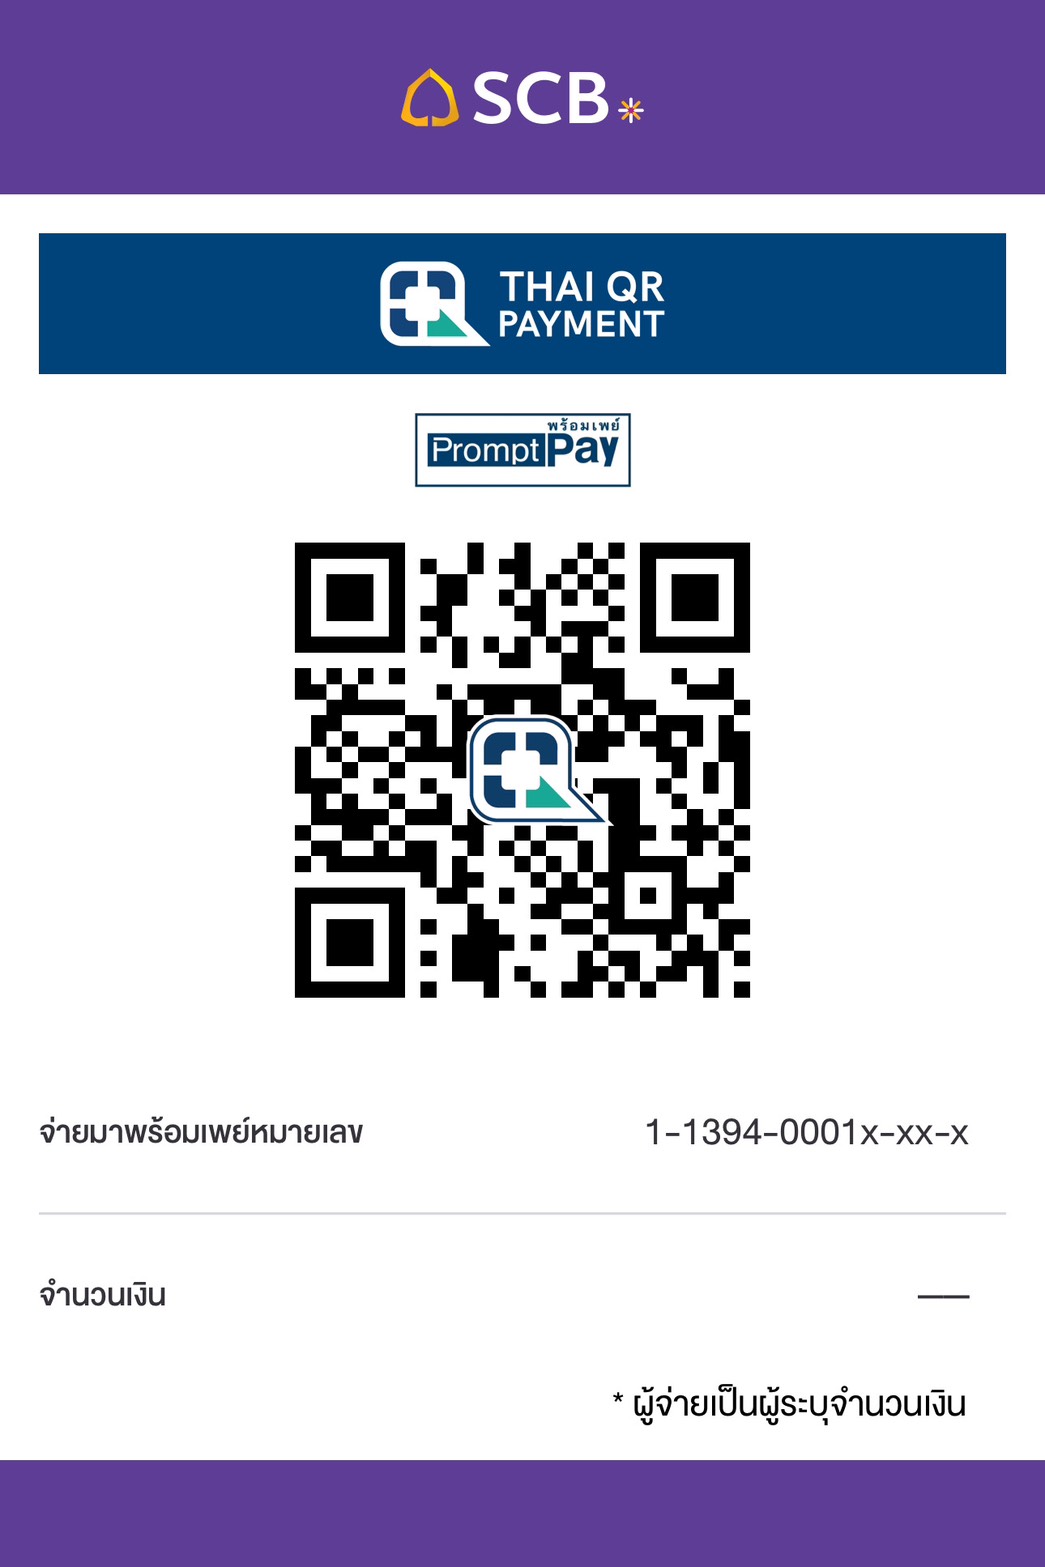 SCB
THAI QR
PAYMENT
พร้อมเพย์
PromptPay
จ่ายมาพร้อมเพย์หมายเลข 1-1394-0001x-xx-x
จำนวนเงิน ——
* ผู้จ่ายเป็นผู้ระบุจำนวนเงิน